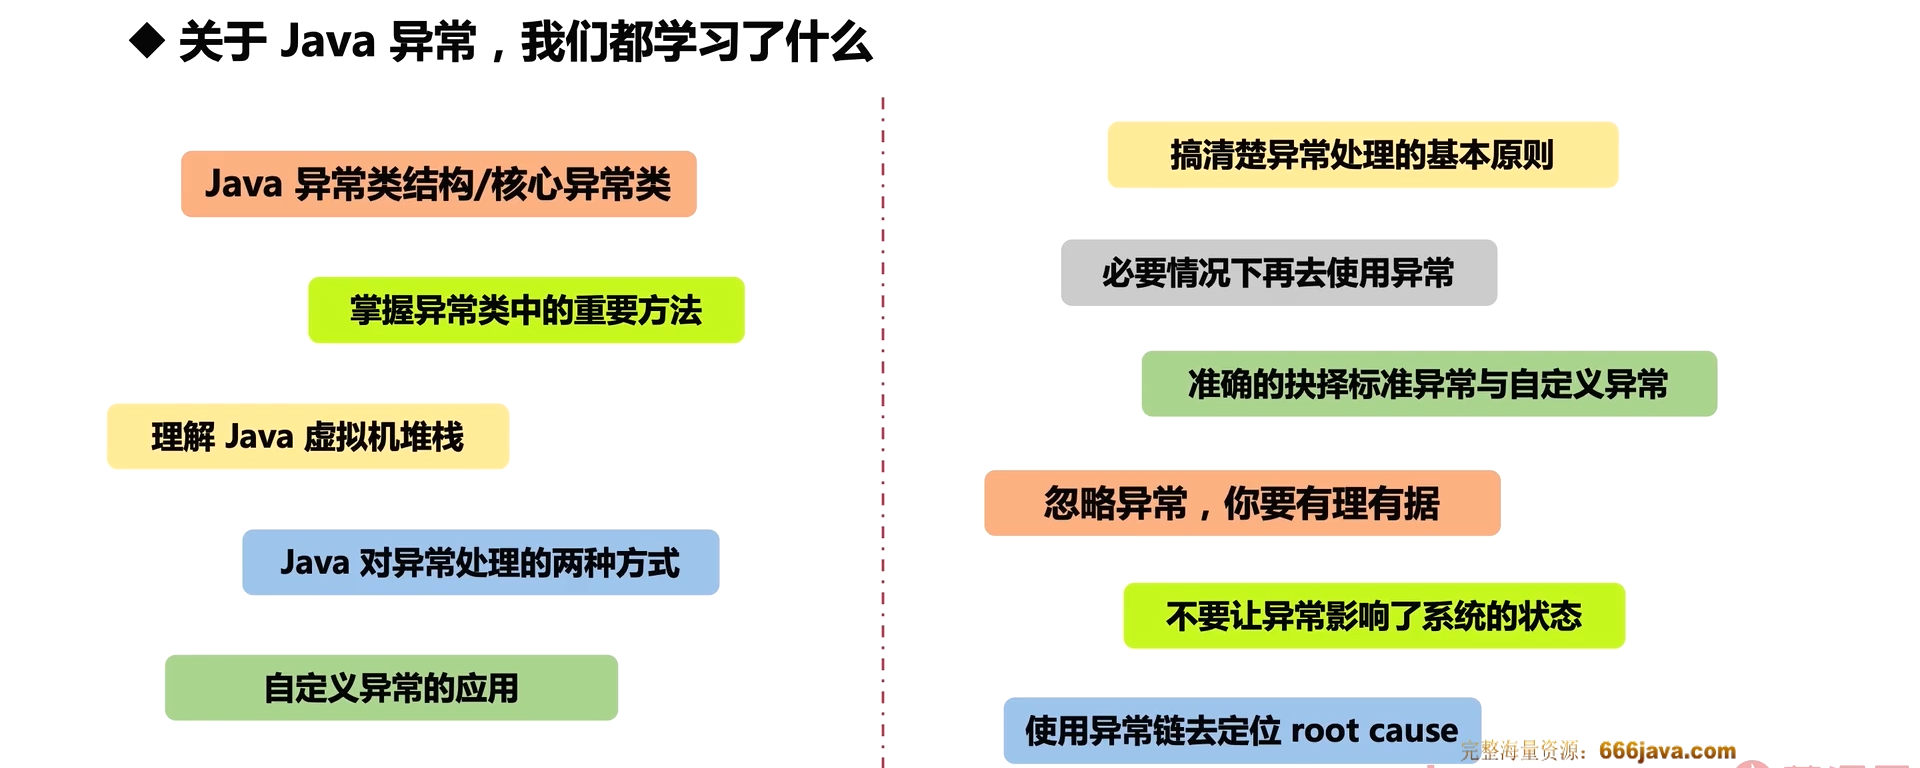 ◆ 关于 Java 异常，我们都学习了什么
Java 异常类结构/核心异常类
掌握异常类中的重要方法
理解 Java 虚拟机堆栈
Java 对异常处理的两种方式
自定义异常的应用
搞清楚异常处理的基本原则
必要情况下再去使用异常
准确的抉择标准异常与自定义异常
忽略异常，你要有理有据
不要让异常影响了系统的状态
使用异常链去定位 root cause
完整海量资源：666java.com